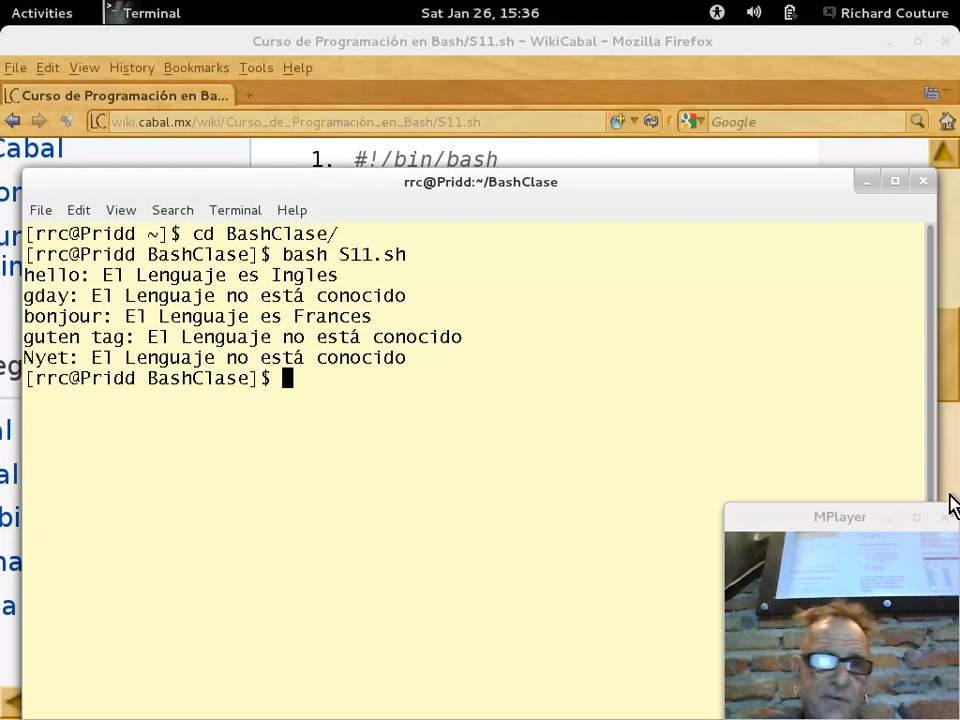 Activities Terminal Sat Jan 26, 15:36 Richard Couture
Curso de Programación en Bash/S11.sh – WikiCabal – Mozilla Firefox
File Edit View History Bookmarks Tools Help
Curso de Programación en Ba...
wiki.cabal.mx/wiki/Curso_de_Programación_en_Bash/S11.sh Google
Cabal
1. #!/bin/bash
rrc@Pridd:~/BashClase
File Edit View Search Terminal Help
[rrc@Pridd ~]$ cd BashClase/
[rrc@Pridd BashClase]$ bash S11.sh
hello: El Lenguaje es Ingles
gday: El Lenguaje no está conocido
bonjour: El Lenguaje es Frances
guten tag: El Lenguaje no está conocido
Nyet: El Lenguaje no está conocido
[rrc@Pridd BashClase]$
MPlayer